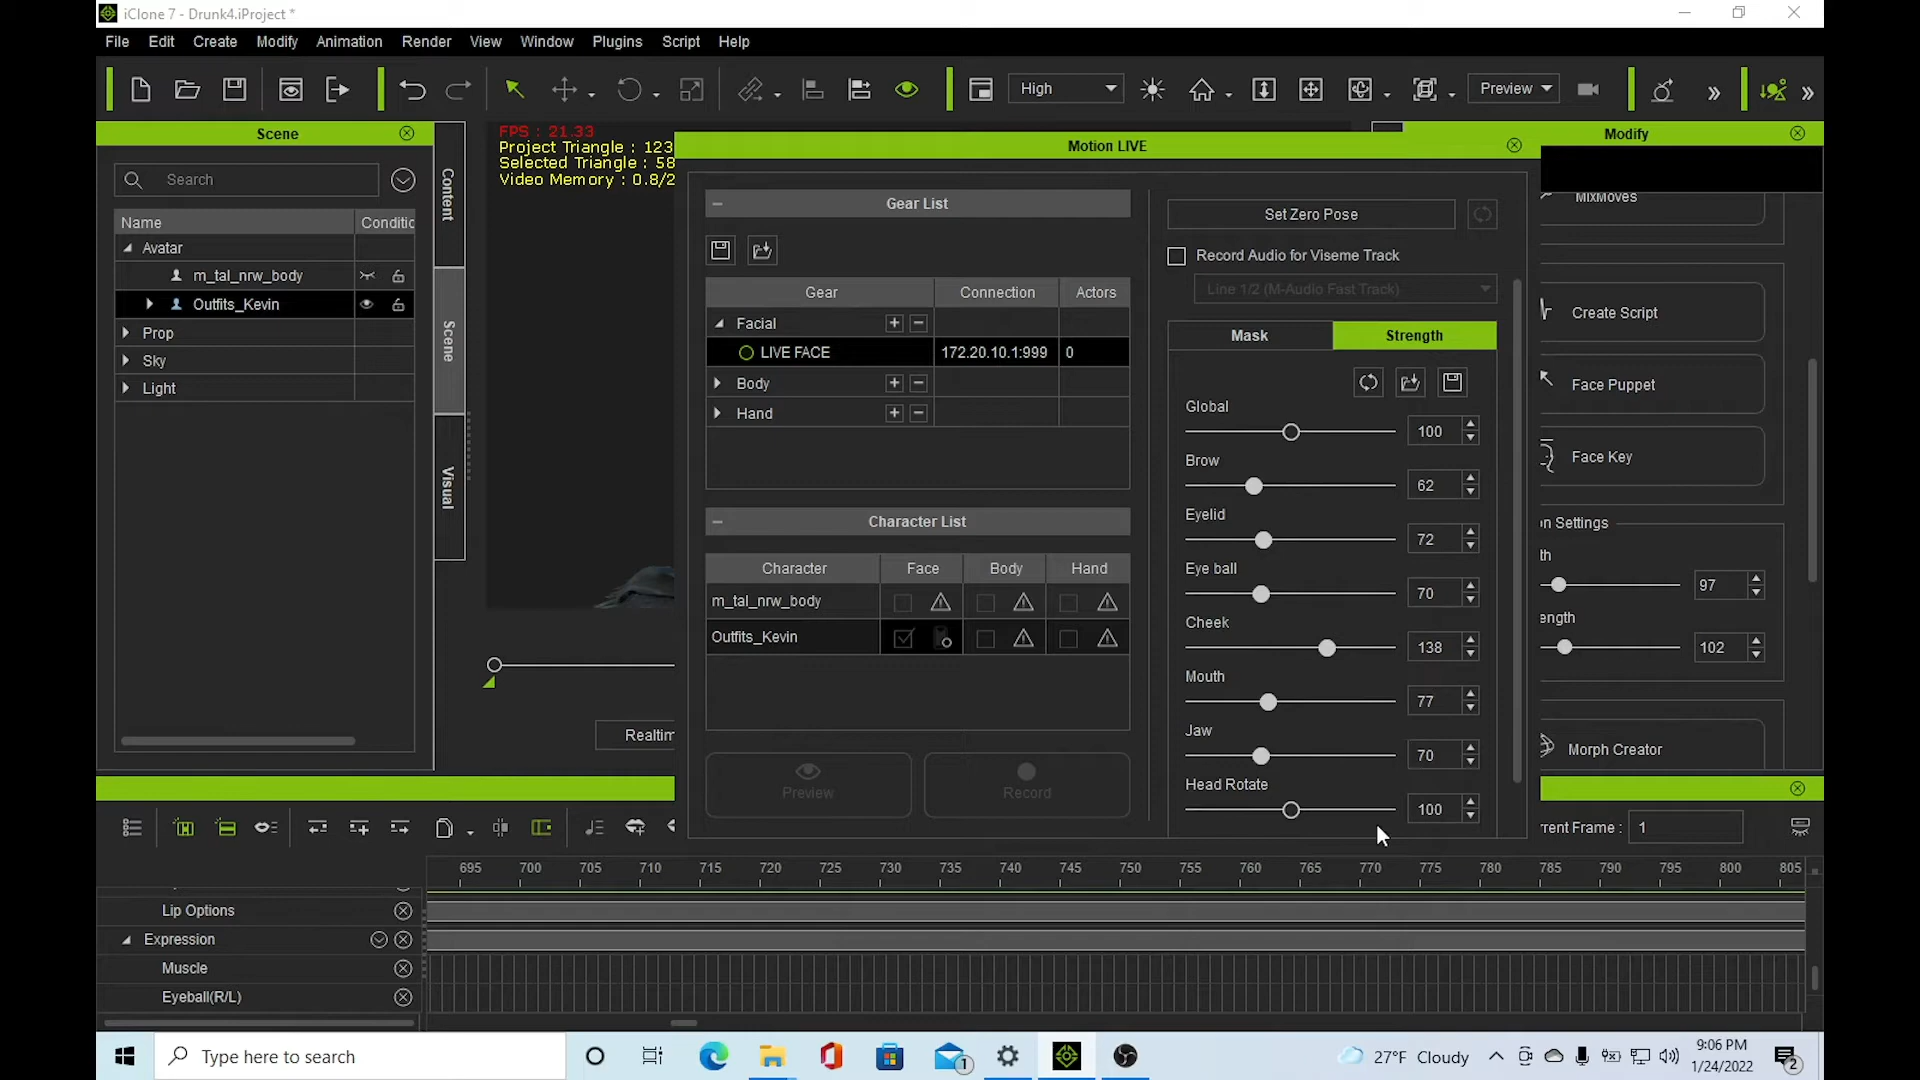 iClone 7 - Drunk4.iProject *
File Edit Create Modify Animation Render View Window Plugins Script Help
High
Preview
Scene
Search
Name Conditic
Avatar
m_tal_nrw_body
Outfits_Kevin
Prop
Sky
Light
Content
Scene
Visual
FPS : 21.33
Project Triangle : 123
Selected Triangle : 58
Video Memory : 0.8/2
Realtim
Motion LIVE
Gear List
Gear Connection Actors
Facial
LIVE FACE 172.20.10.1:999 0
Body
Hand
Character List
Character Face Body Hand
m_tal_nrw_body
Outfits_Kevin
Preview
Record
Set Zero Pose
Record Audio for Viseme Track
Line 1/2 (M-Audio Fast Track)
Mask Strength
Global
100
Brow
62
Eyelid
72
Eye ball
70
Cheek
138
Mouth
77
Jaw
70
Head Rotate
100
Modify
MixMoves
Create Script
Face Puppet
Face Key
on Settings
th
97
ength
102
Morph Creator
rent Frame : 1
695 700 705 710 715 720 725 730 735 740 745 750 755 760 765 770 775 780 785 790 795 800 805
Lip Options
Expression
Muscle
Eyeball(R/L)
Type here to search
1
27°F Cloudy
9:06 PM
1/24/2022
2